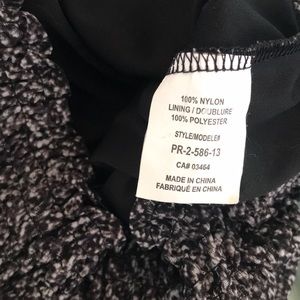 100% NYLON
LINING / DOUBLURE
100% POLYESTER
STYLE/MODELE#
PR-2-586-13
CA# 03464
MADE IN CHINA
FABRIQUÉ EN CHINA